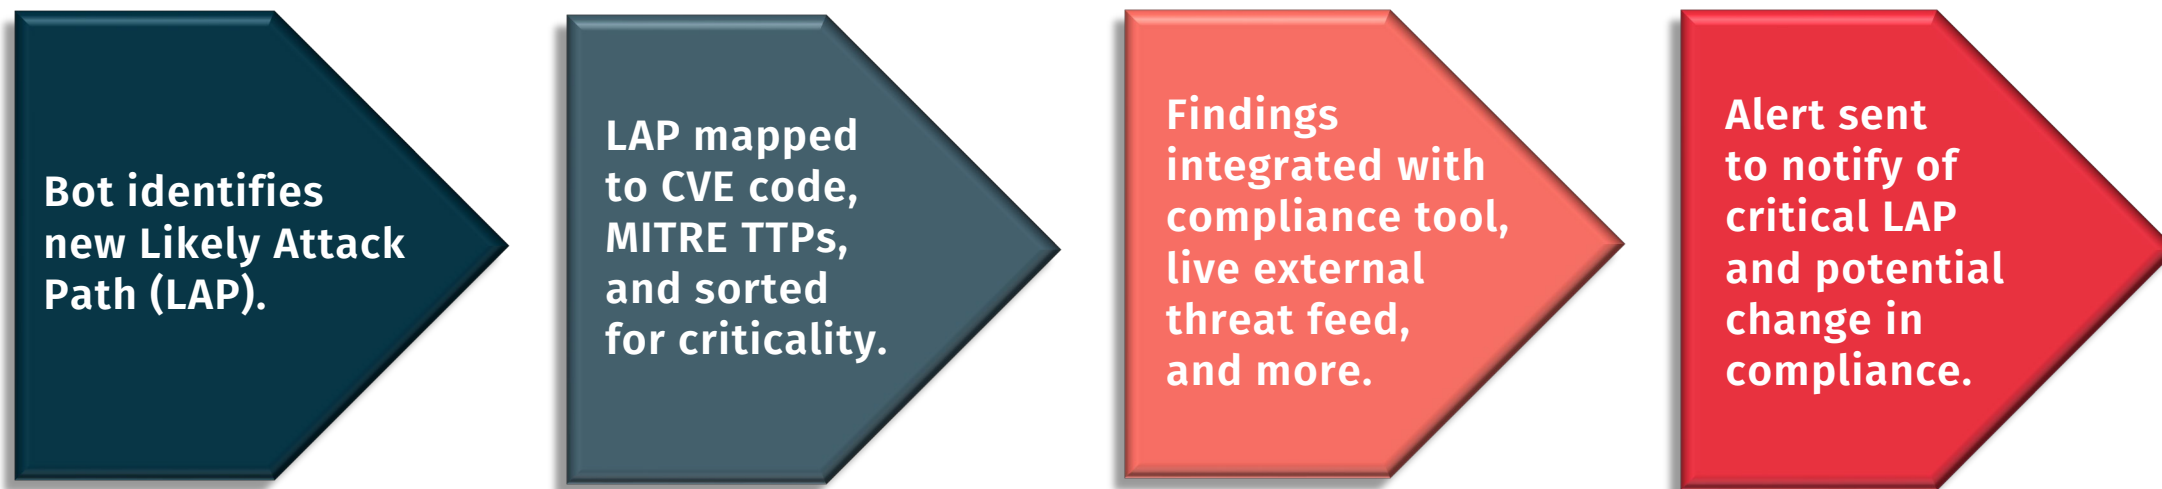 Bot identifies
new Likely Attack
Path (LAP).
LAP mapped
to CVE code,
MITRE TTPs,
and sorted
for criticality.
Findings
integrated with
compliance tool,
live external
threat feed,
and more.
Alert sent
to notify of
critical LAP
and potential
change in
compliance.